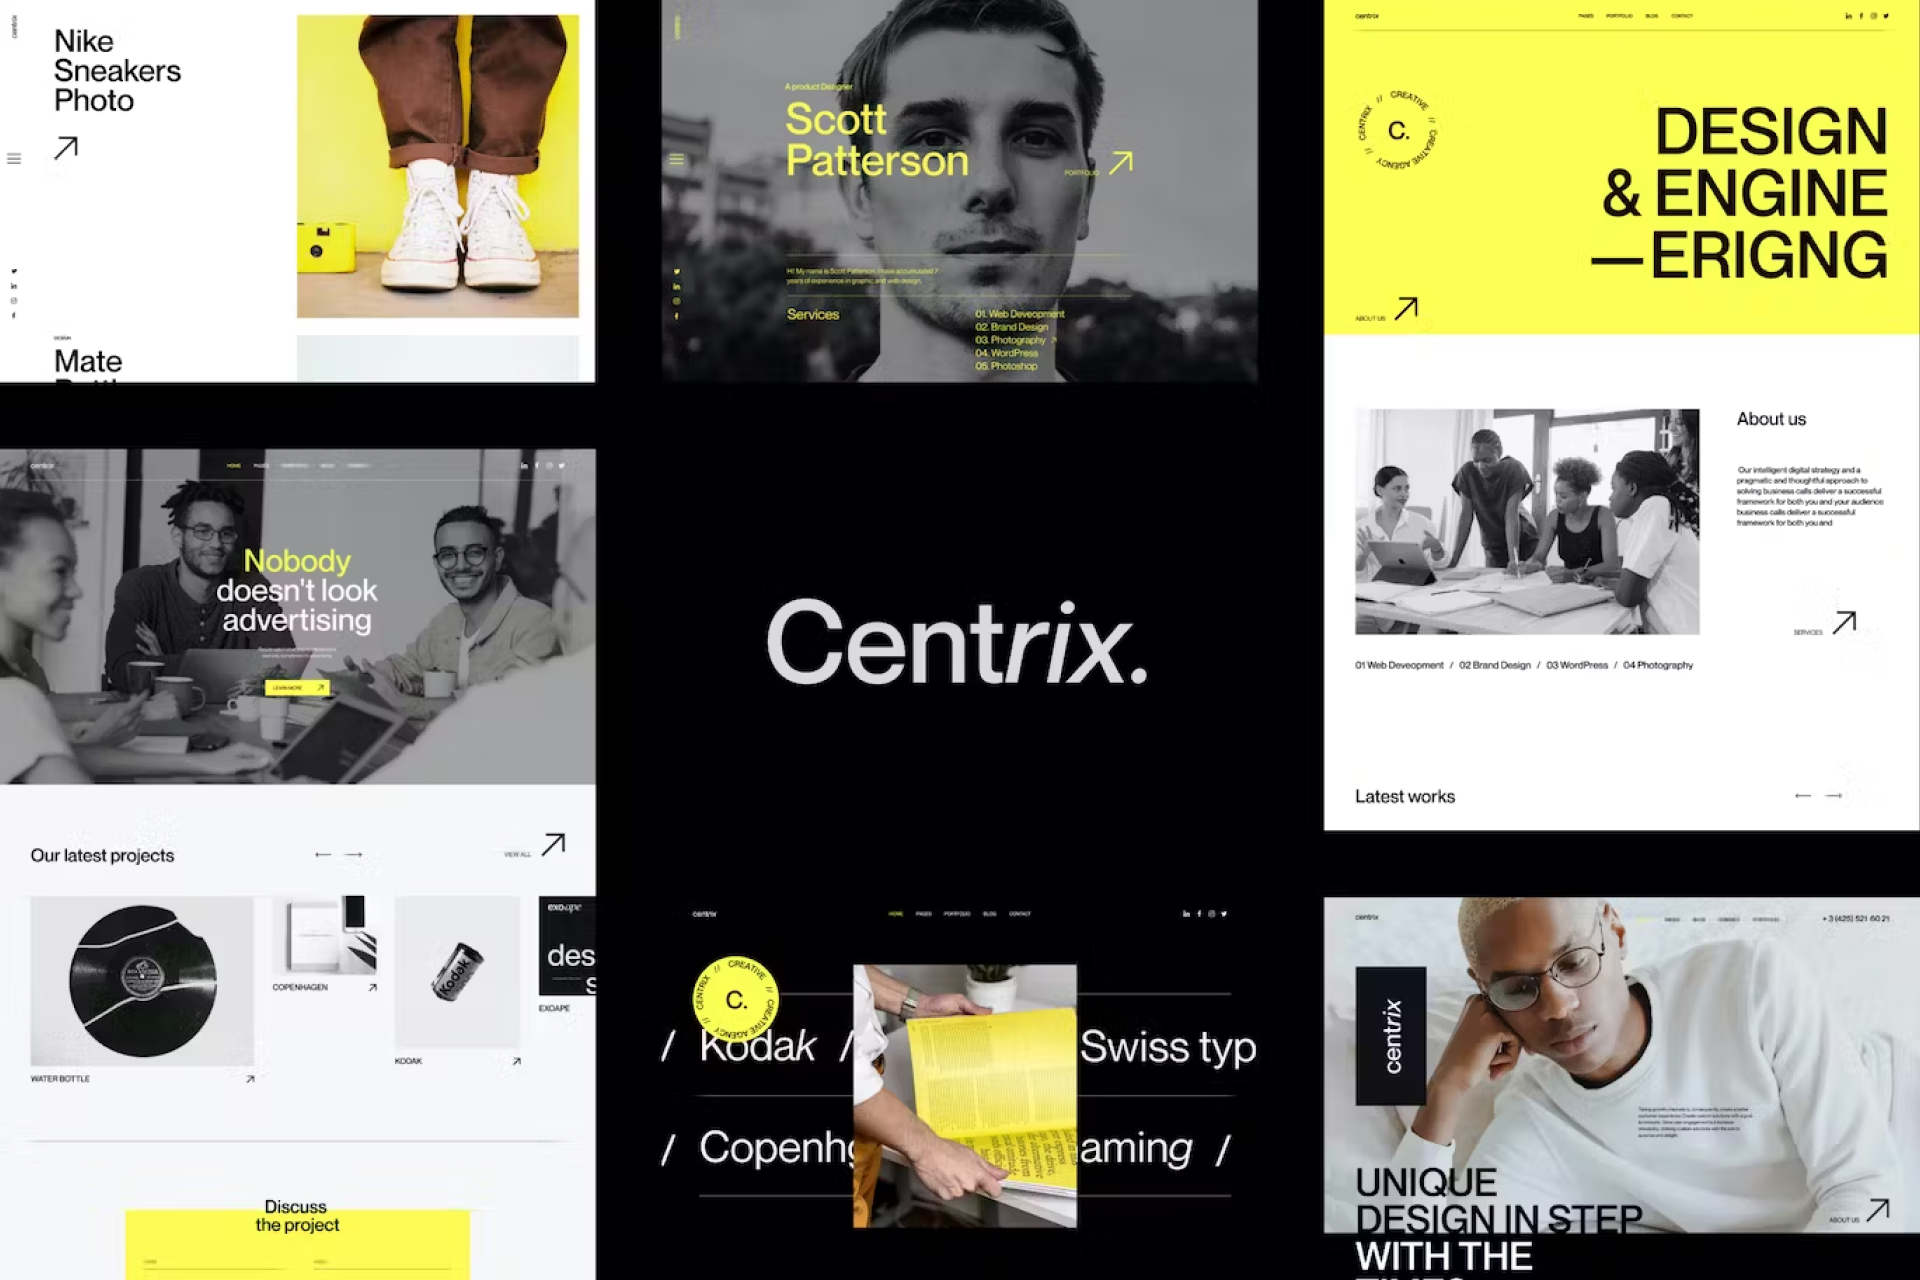 centrix
Nike
Sneakers
Photo
DESIGN
Mate
centrix
A product Designer
Scott
Patterson
PORTFOLIO
Hi! My name is Scott Patterson, I have accumulated 7
years of experience in graphic and web design.
Services
01. Web Deveopment
02. Brand Design
03. Photography
04. WordPress
05. Photoshop
centrix
PAGES PORTFOLIO BLOG CONTACT
CENTRIX // CREATIVE // CREATIVE AGENCY //
C.
DESIGN
& ENGINE
—ERIGNG
ABOUT US
About us
Our intelligent digital strategy and a
pragmatic and thoughtful approach to
solving business calls deliver a successful
framework for both you and your audience
business calls deliver a successful
framework for both you and
SERVICES
01 Web Deveopment / 02 Brand Design / 03 WordPress / 04 Photography
Latest works
centrix
HOME PAGES
Nobody
doesn't look
advertising
LEARN MORE
Our latest projects
VIEW ALL
WATER BOTTLE
COPENHAGEN
Kodak
KODAK
exoape
des
S
EXOAPE
Discuss
the project
Centrix.
centrix
HOME PAGES PORTFOLIO BLOG CONTACT
CENTRIX // CREATIVE // CREATIVE AGENCY
C.
/ Kodak / Swiss typ
/ Copenh aming /
centrix
+ 3 (425) 521 60 21
centrix
UNIQUE
DESIGN IN STEP
WITH THE
ABOUT US